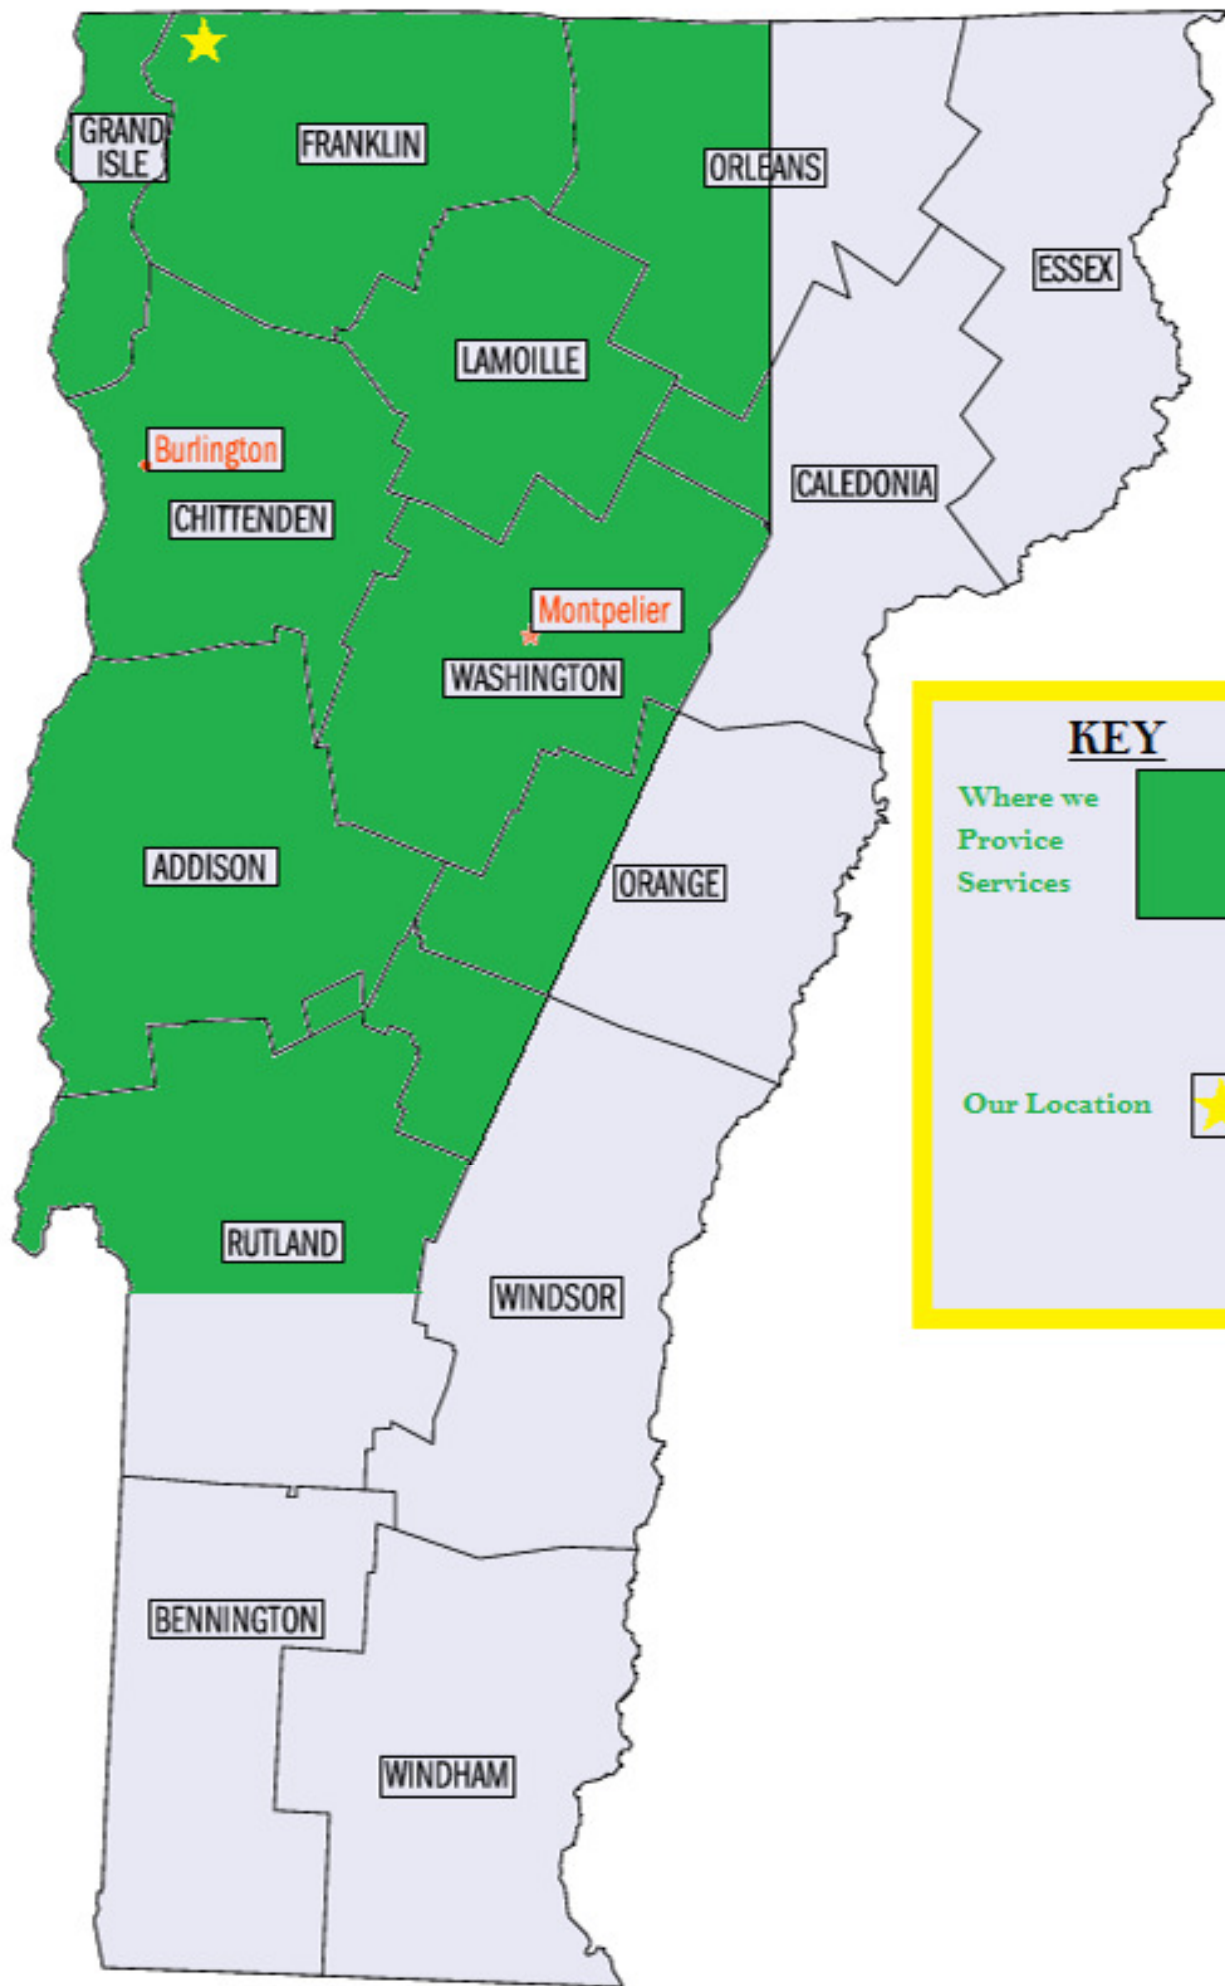 GRAND
ISLE
FRANKLIN
ORLEANS
ESSEX
LAMOILLE
Burlington
CHITTENDEN
CALEDONIA
Montpelier
WASHINGTON
KEY
Where we
Provice
Services
ADDISON
ORANGE
Our Location
RUTLAND
WINDSOR
BENNINGTON
WINDHAM